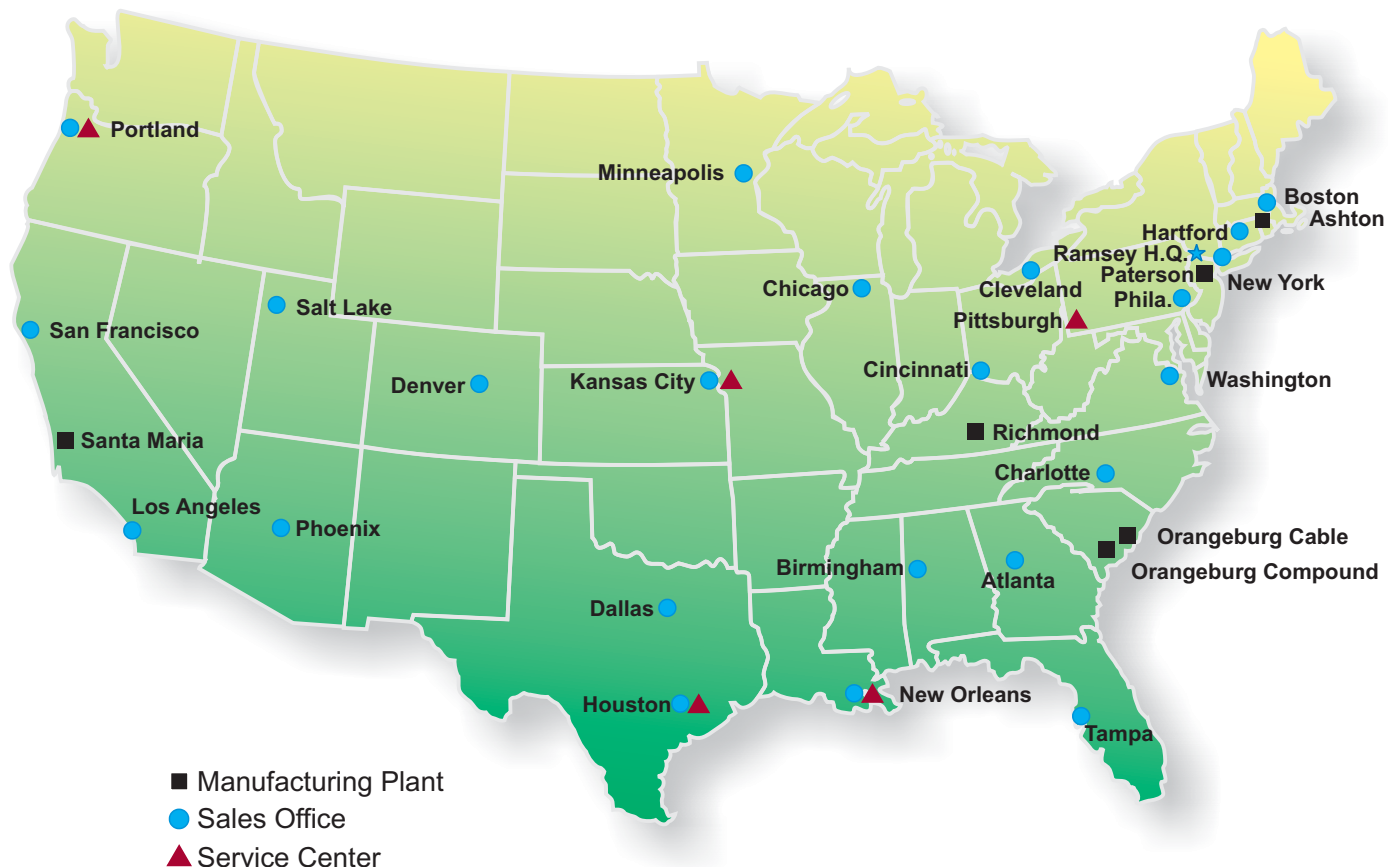 Portland
Minneapolis
Boston
Ashton
Hartford
Ramsey H.Q.
Paterson
New York
Cleveland
Chicago
Phila.
Salt Lake
Pittsburgh
San Francisco
Cincinnati
Washington
Denver
Kansas City
Santa Maria
Richmond
Charlotte
Los Angeles
Phoenix
Orangeburg Cable
Birmingham
Atlanta
Orangeburg Compound
Dallas
New Orleans
Houston
Tampa
Manufacturing Plant
Sales Office
Service Center